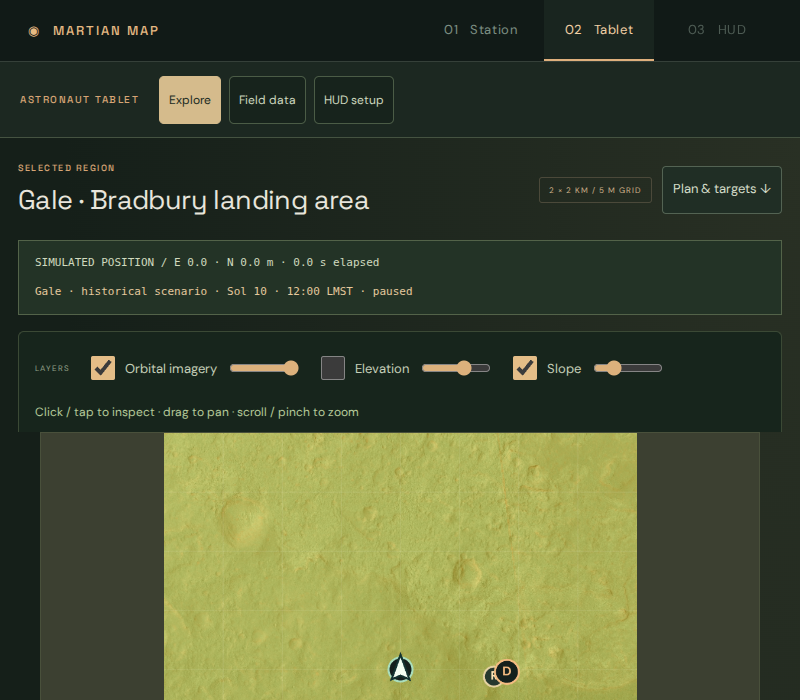 ◉ MARTIAN MAP
01 Station
02 Tablet
03 HUD
ASTRONAUT TABLET
Explore
Field data
HUD setup
SELECTED REGION
Gale · Bradbury landing area
2 × 2 KM / 5 M GRID
Plan & targets ↓
SIMULATED POSITION / E 0.0 · N 0.0 m · 0.0 s elapsed
Gale · historical scenario · Sol 10 · 12:00 LMST · paused
LAYERS
Orbital imagery
Elevation
Slope
Click / tap to inspect · drag to pan · scroll / pinch to zoom
D